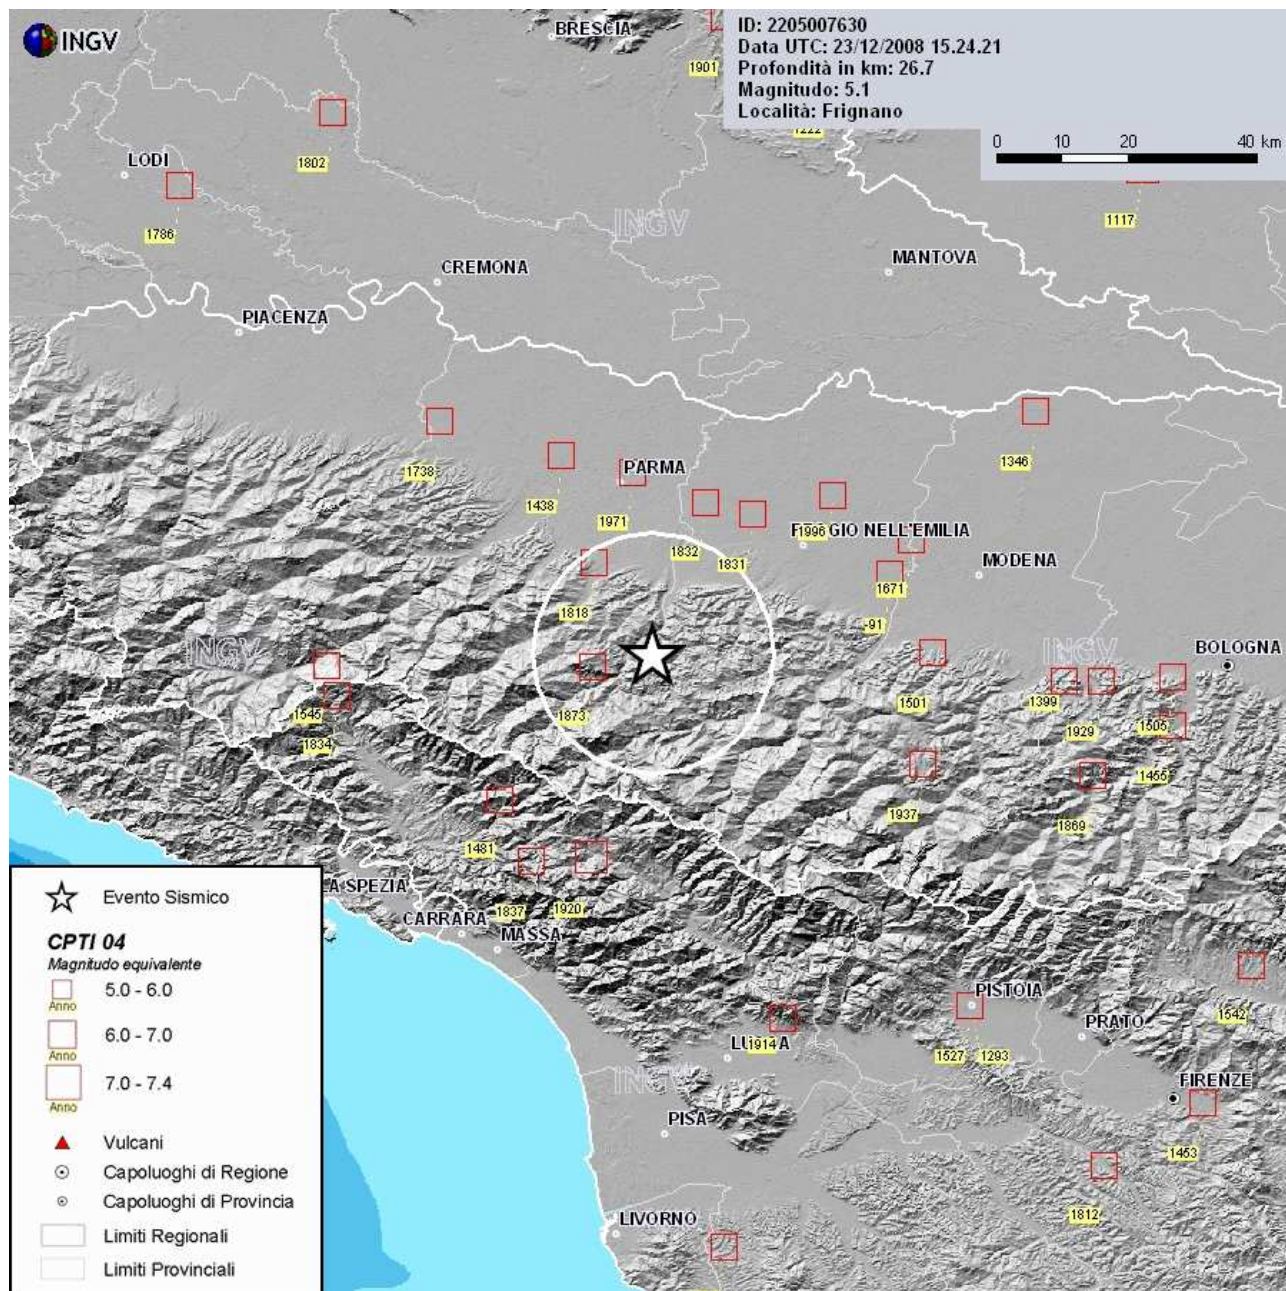 INGV
BRESCIA
ID: 2205007630
Data UTC: 23/12/2008 15.24.21
Profondità in km: 26.7
Magnitudo: 5.1
Località: Frignano
1901
1222
0 10 20 40 km
LODI
1802
1786
INGV
1117
CREMONA
MANTOVA
PIACENZA
1738
PARMA
1346
1438
1971
1996
REGGIO NELL'EMILIA
1832
1831
MODENA
1671
1818
-91
INGV
INGV
BOLOGNA
1545
1873
1501
1399
1929
1505
1834
1455
1937
1869
1481
LA SPEZIA
1837
1920
CARRARA
MASSA
Evento Sismico
CPTI 04
Magnitudo equivalente
Anno
5.0 - 6.0
6.0 - 7.0
Anno
7.0 - 7.4
Anno
Vulcani
Capoluoghi di Regione
Capoluoghi di Provincia
Limiti Regionali
Limiti Provinciali
PISTOIA
1542
PRATO
1914
LUCCA
1527
1293
INGV
FIRENZE
PISA
1453
1812
LIVORNO